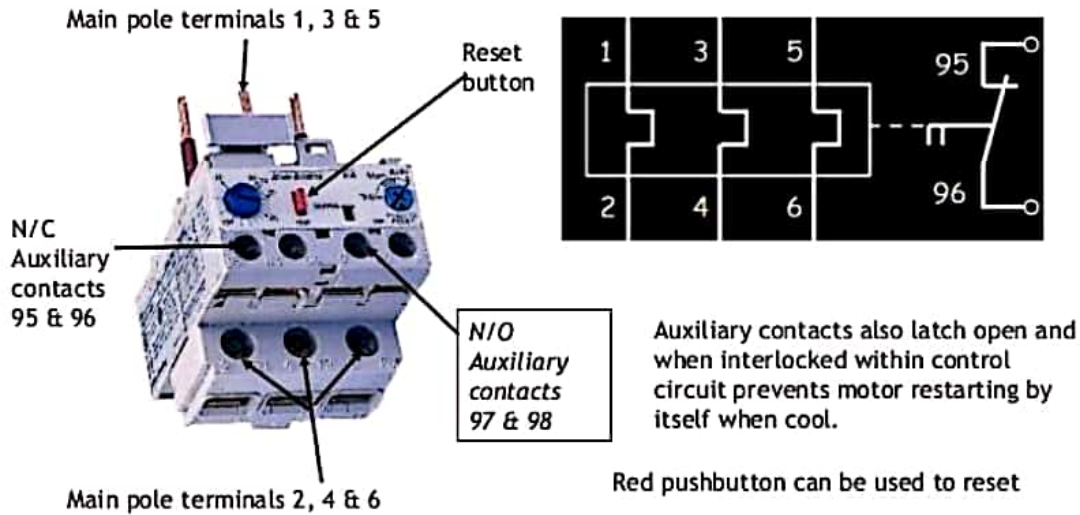 Main pole terminals 1, 3 & 5
Reset
button
N/C
Auxiliary
contacts
95 & 96
N/O
Auxiliary
contacts
97 & 98
Main pole terminals 2, 4 & 6
1 3 5
95
2 4 6
96
Auxiliary contacts also latch open and
when interlocked within control
circuit prevents motor restarting by
itself when cool.
Red pushbutton can be used to reset